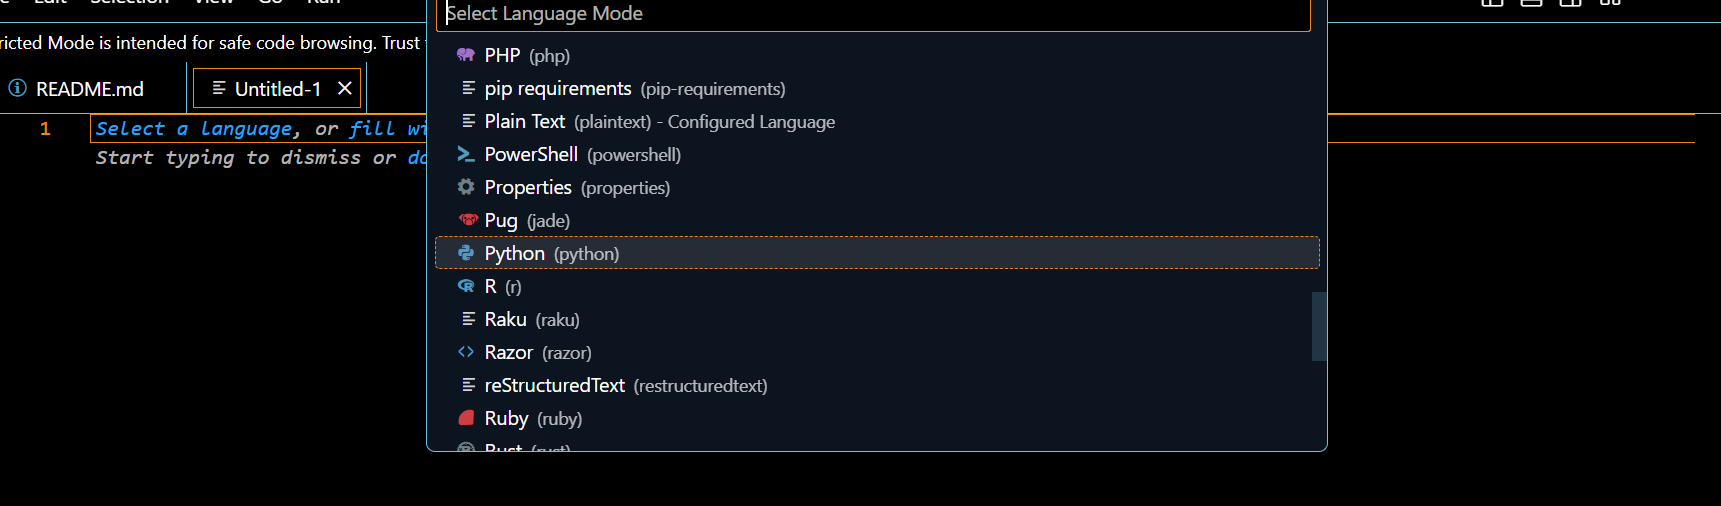 Edit Selection View Go Run
Select Language Mode
ricted Mode is intended for safe code browsing. Trust
README.md
Untitled-1
1 Select a language, or fill
Start typing to dismiss or
PHP (php)
pip requirements (pip-requirements)
Plain Text (plaintext) - Configured Language
PowerShell (powershell)
Properties (properties)
Pug (jade)
Python (python)
R (r)
Raku (raku)
Razor (razor)
reStructuredText (restructuredtext)
Ruby (ruby)
Rust (rust)